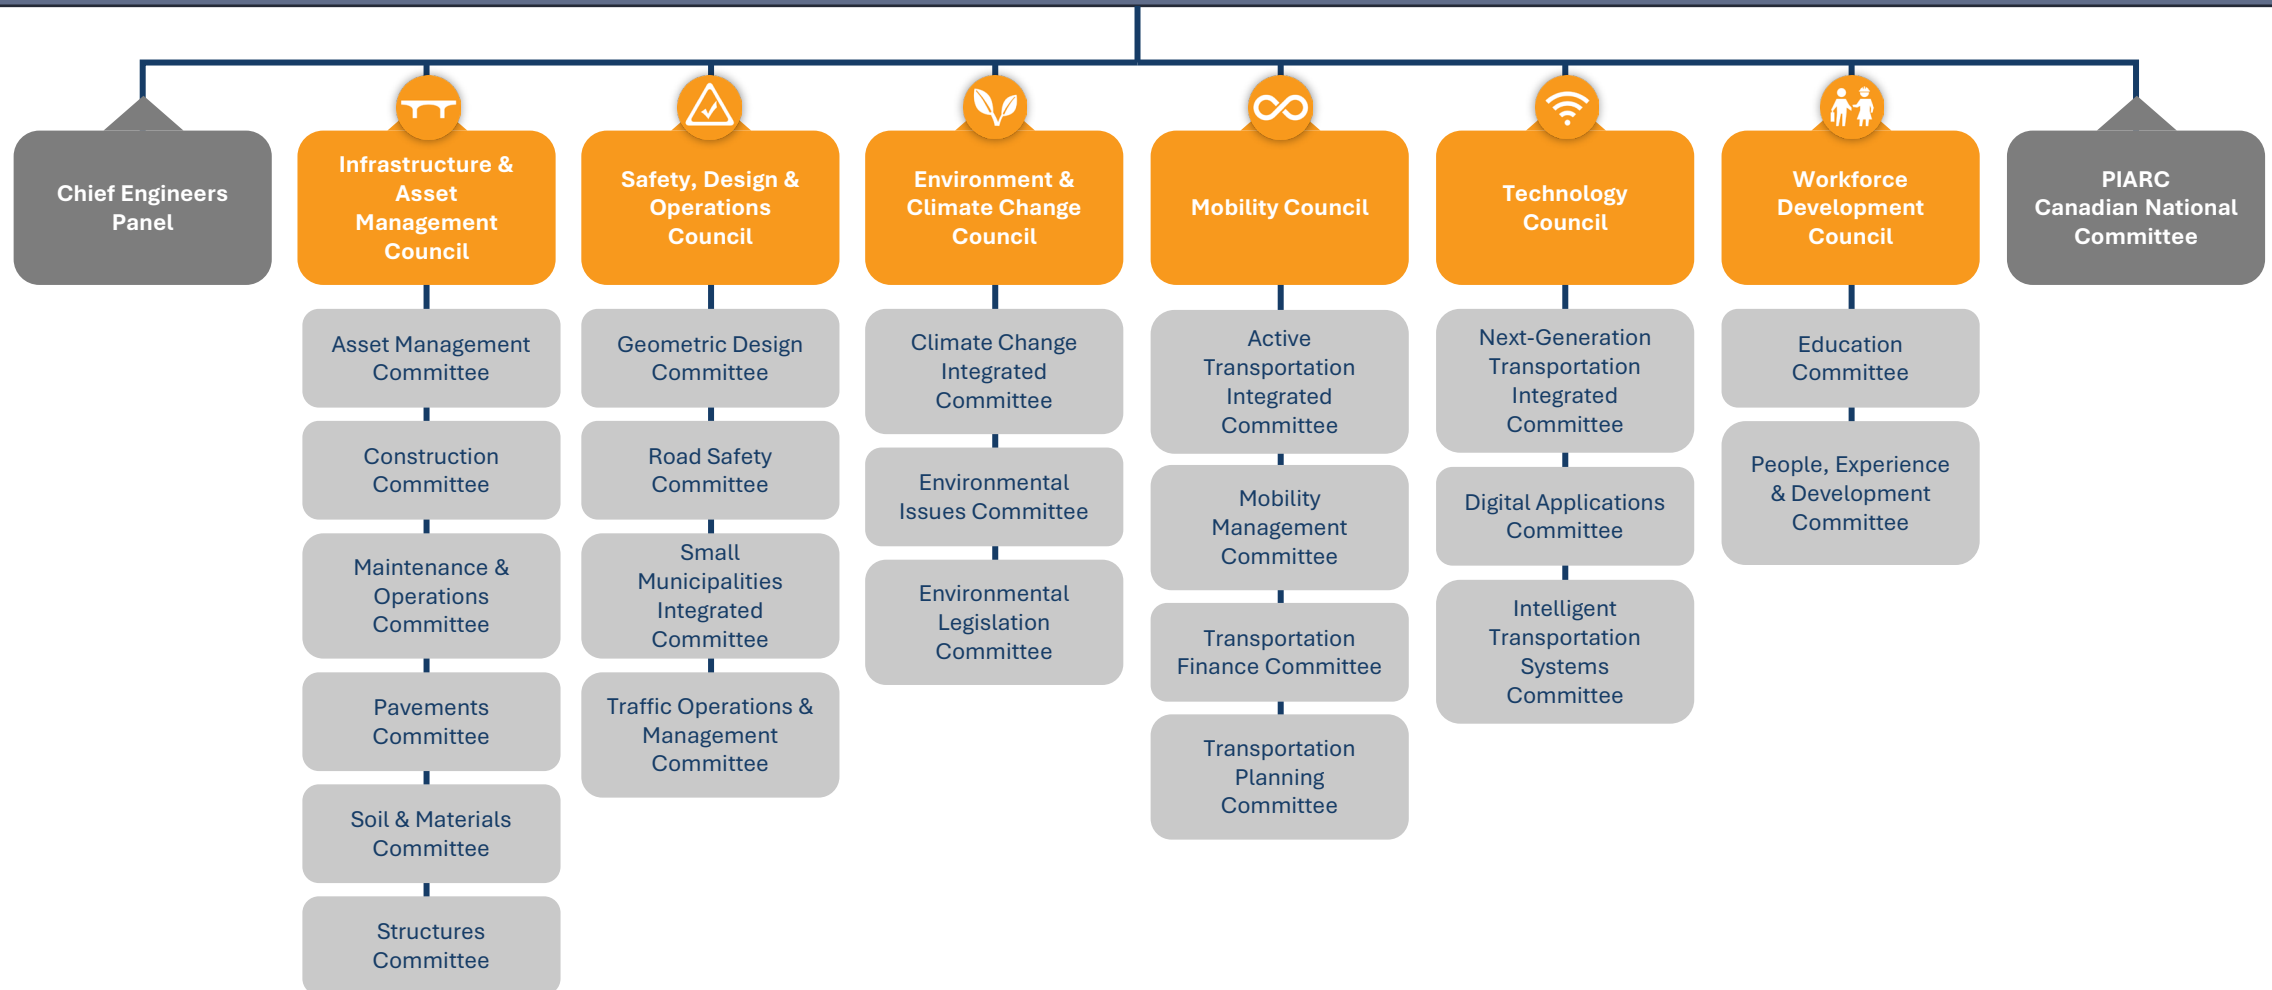 Chief Engineers
Panel
Infrastructure &
Asset
Management
Council
Safety, Design &
Operations
Council
Environment &
Climate Change
Council
Mobility Council
Technology
Council
Workforce
Development
Council
PIARC
Canadian National
Committee
Asset Management
Committee
Construction
Committee
Maintenance &
Operations
Committee
Pavements
Committee
Soil & Materials
Committee
Structures
Committee
Geometric Design
Committee
Road Safety
Committee
Small
Municipalities
Integrated
Committee
Traffic Operations &
Management
Committee
Climate Change
Integrated
Committee
Environmental
Issues Committee
Environmental
Legislation
Committee
Active
Transportation
Integrated
Committee
Mobility
Management
Committee
Transportation
Finance Committee
Transportation
Planning
Committee
Next-Generation
Transportation
Integrated
Committee
Digital Applications
Committee
Intelligent
Transportation
Systems
Committee
Education
Committee
People, Experience
& Development
Committee